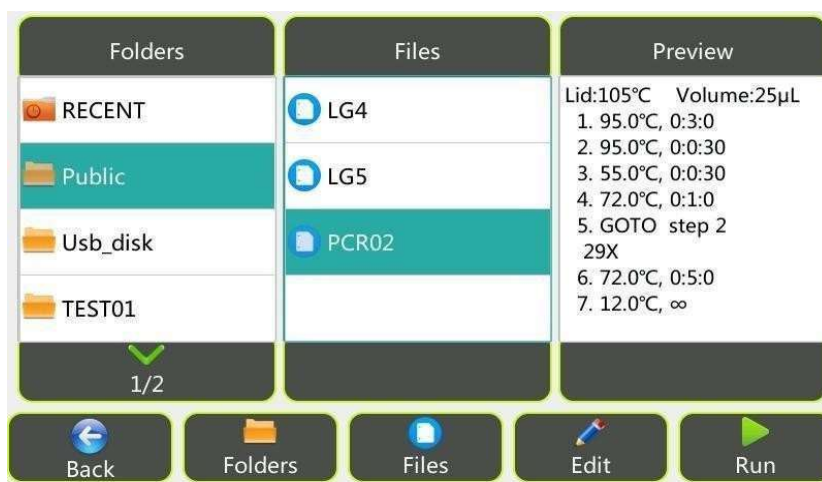 Folders
Files
Preview
RECENT
Public
Usb_disk
TEST01
1/2
LG4
LG5
PCR02
Lid:105℃ Volume:25μL
1. 95.0℃, 0:3:0
2. 95.0℃, 0:0:30
3. 55.0℃, 0:0:30
4. 72.0℃, 0:1:0
5. GOTO step 2
29X
6. 72.0℃, 0:5:0
7. 12.0℃, ∞
Back
Folders
Files
Edit
Run